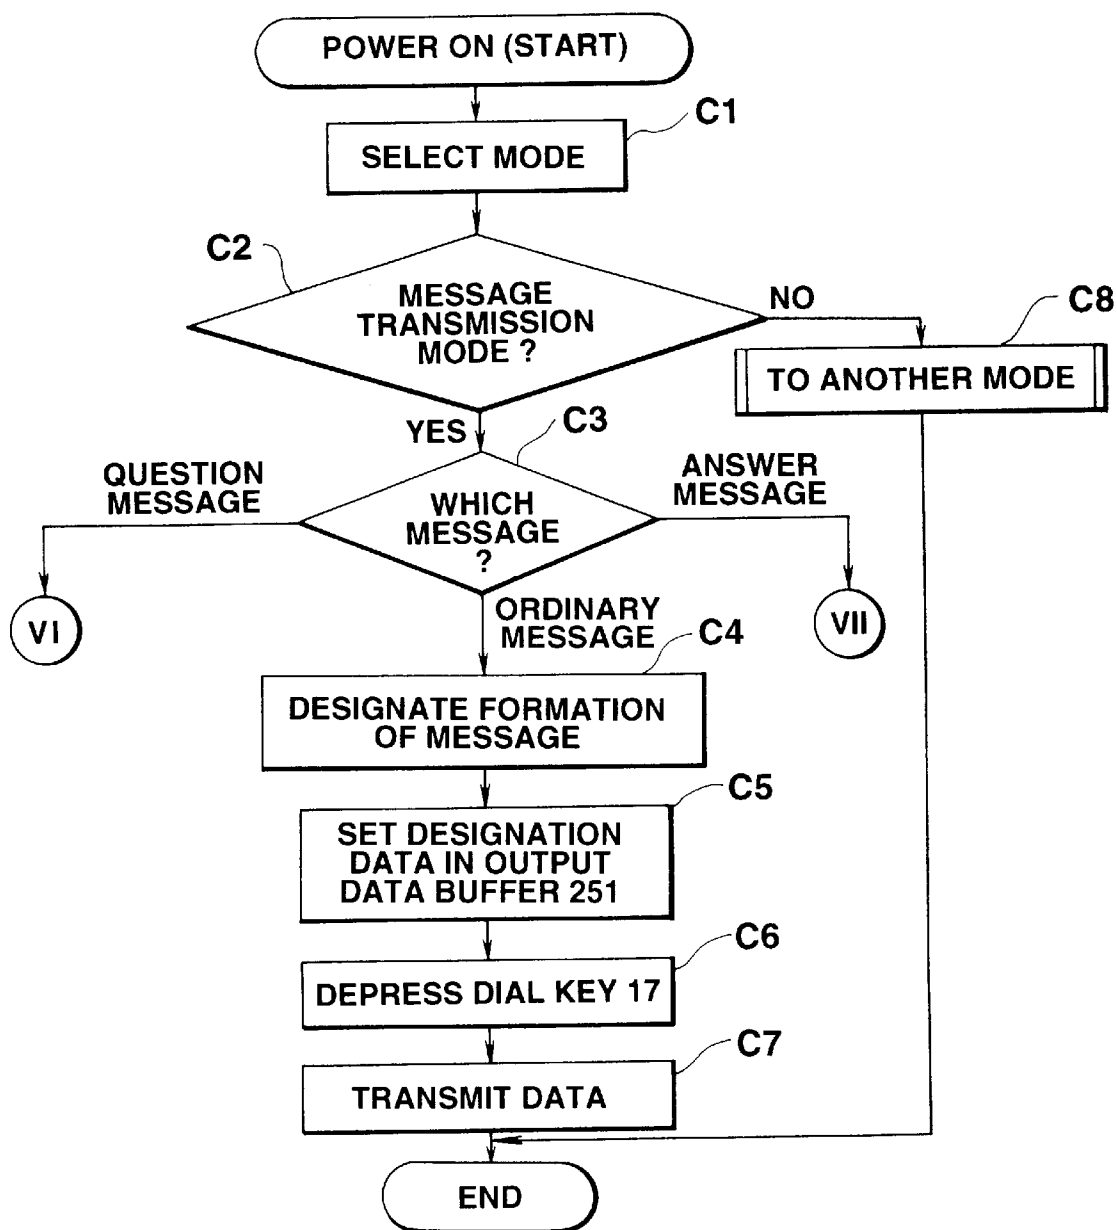 POWER ON (START)
C1
SELECT MODE
C2
MESSAGE
TRANSMISSION
MODE ?
NO
C8
TO ANOTHER MODE
YES
C3
QUESTION
MESSAGE
WHICH
MESSAGE
?
ANSWER
MESSAGE
VI
VII
ORDINARY
MESSAGE
C4
DESIGNATE FORMATION
OF MESSAGE
C5
SET DESIGNATION
DATA IN OUTPUT
DATA BUFFER 251
C6
DEPRESS DIAL KEY 17
C7
TRANSMIT DATA
END